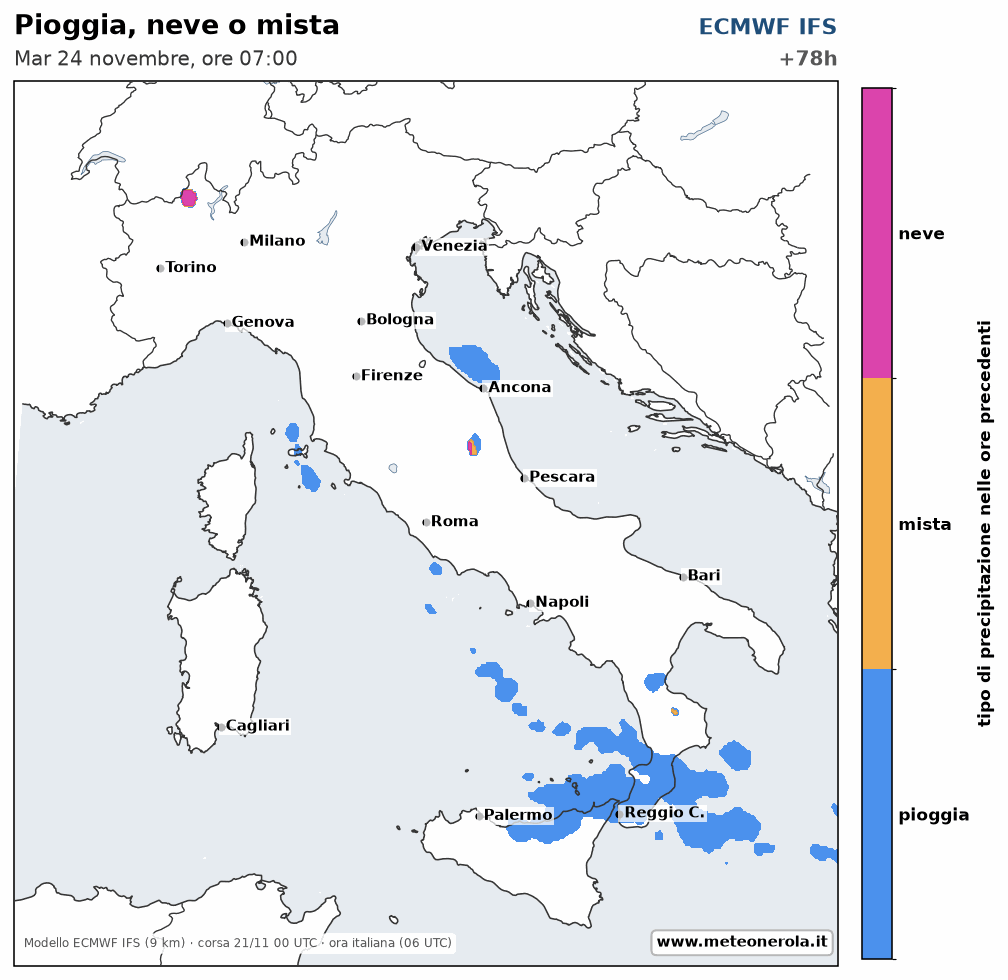 Pioggia, neve o mista
ECMWF IFS
Mar 24 novembre, ore 07:00
+78h
Milano
Venezia
Torino
Genova
Bologna
Firenze
Ancona
Pescara
Roma
Bari
Napoli
Cagliari
Palermo
Reggio C.
neve
mista
pioggia
tipo di precipitazione nelle ore precedenti
Modello ECMWF IFS (9 km) · corsa 21/11 00 UTC · ora italiana (06 UTC)
www.meteonerola.it